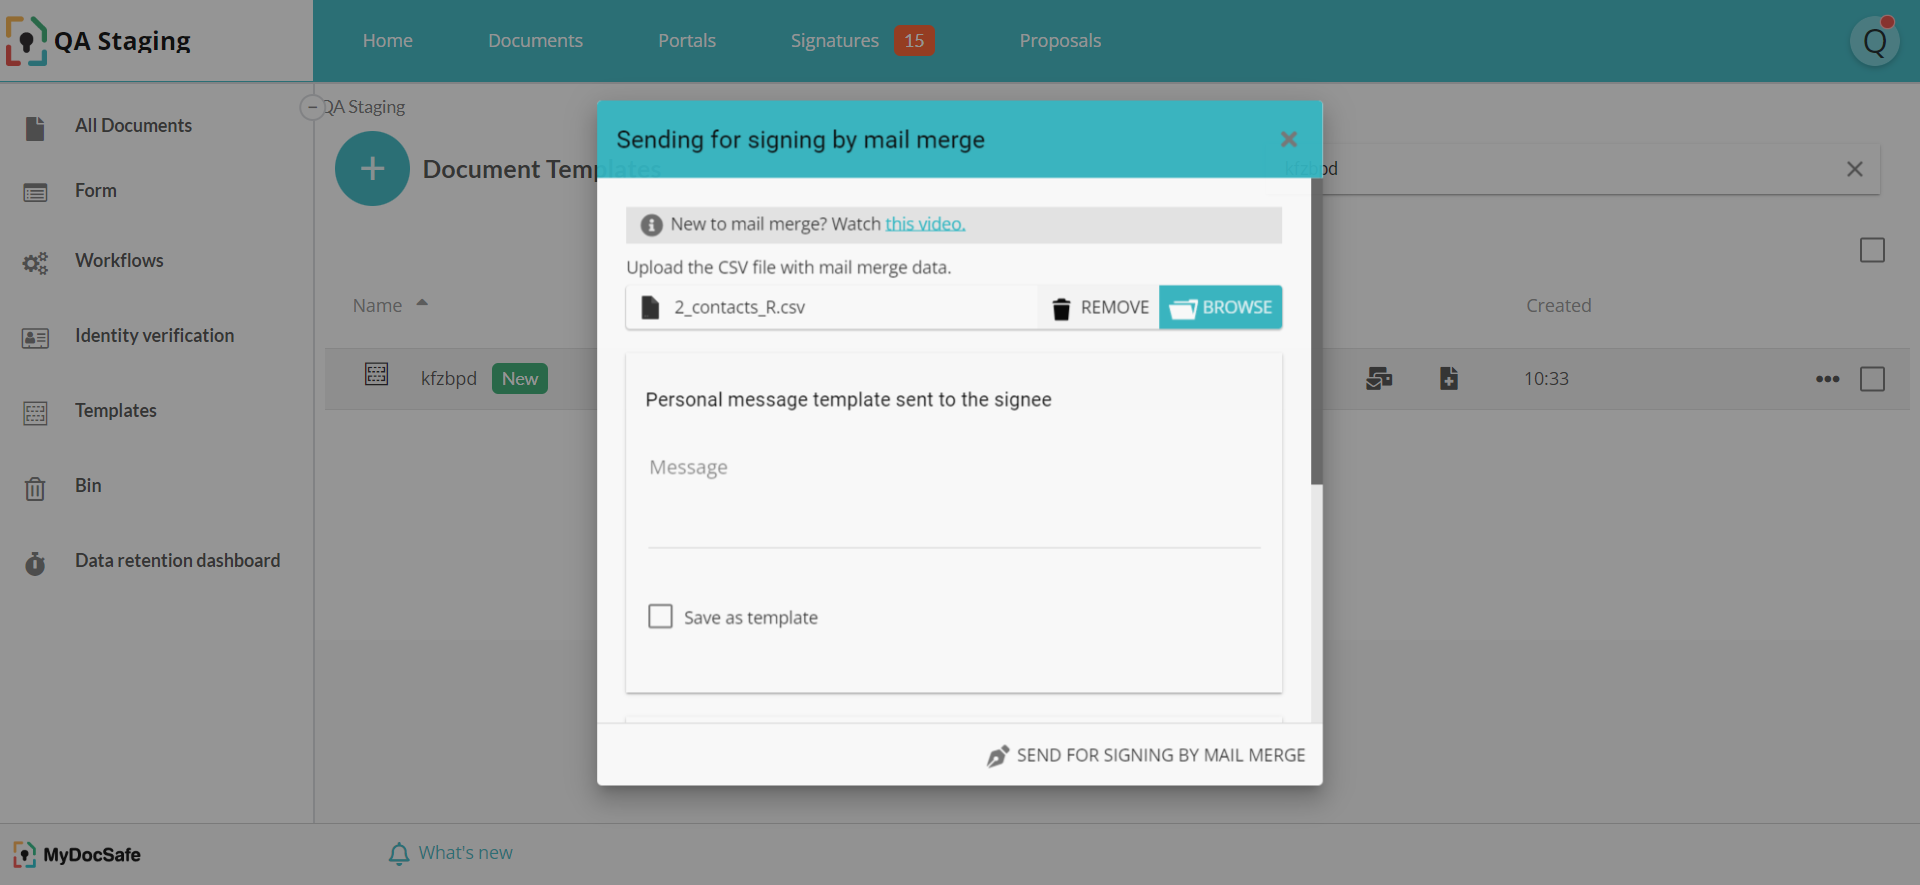 QA Staging
Home
Documents
Portals
Signatures 15
Proposals
Q
All Documents
Form
Workflows
Identity verification
Templates
Bin
Data retention dashboard
QA Staging
Document Templates
kfzbpd
Name
Created
kfzbpd New
10:33
Sending for signing by mail merge
New to mail merge? Watch this video.
Upload the CSV file with mail merge data.
2_contacts_R.csv
REMOVE
BROWSE
Personal message template sent to the signee
Message
Save as template
SEND FOR SIGNING BY MAIL MERGE
MyDocSafe
What's new